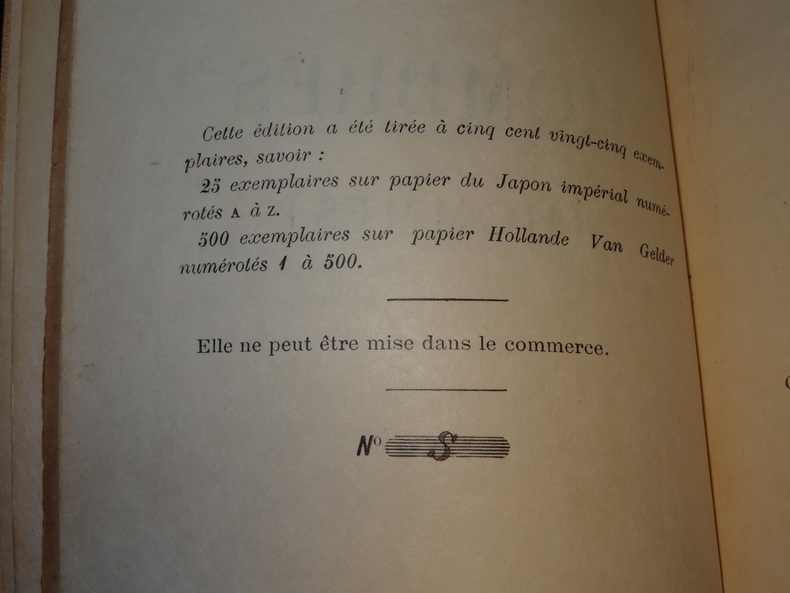 Cette édition a été tirée à cinq cent vingt-cinq exem-
plaires, savoir :
25 exemplaires sur papier du Japon impérial numé-
rotés A à Z.
500 exemplaires sur papier Hollande Van Gelder
numérotés 1 à 500.
Elle ne peut être mise dans le commerce.
Nº S